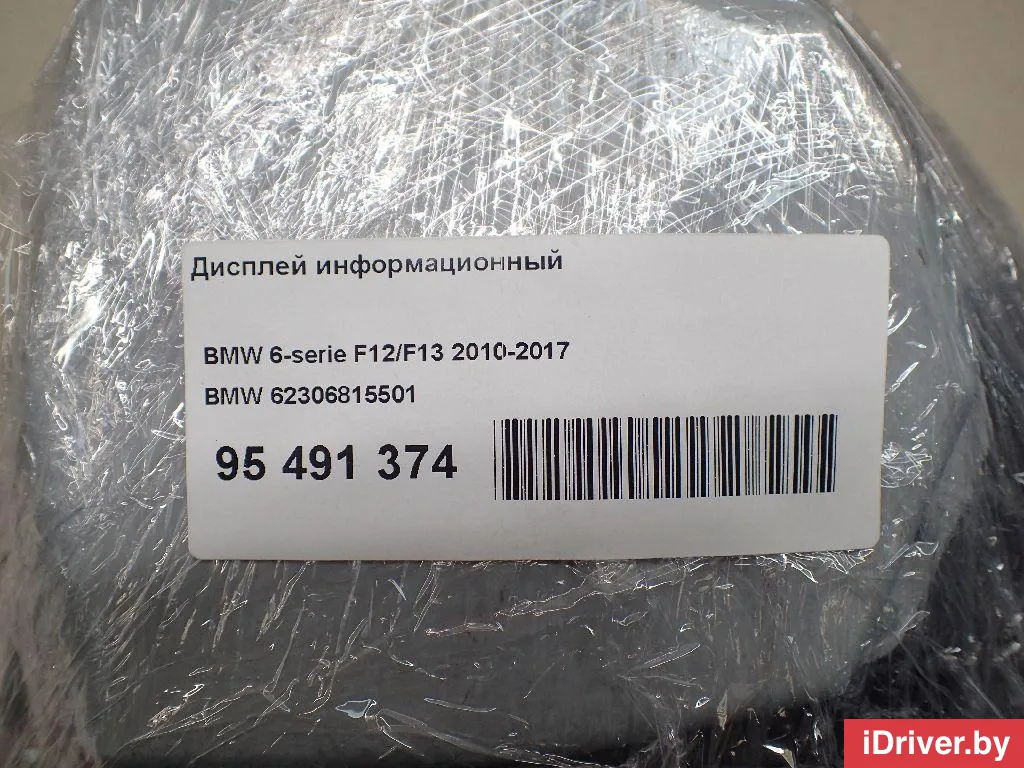 Дисплей информационный
BMW 6-serie F12/F13 2010-2017
BMW 62306815501
95 491 374
iDriver.by